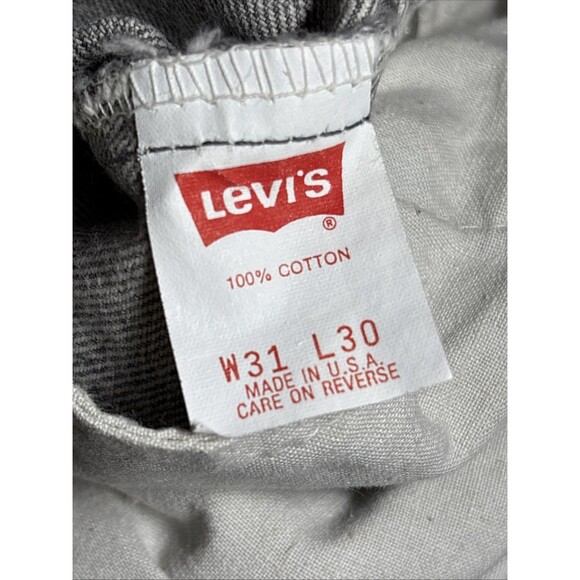 Levi's
®
100% COTTON
W31 L30
MADE IN U.S.A.
CARE ON REVERSE